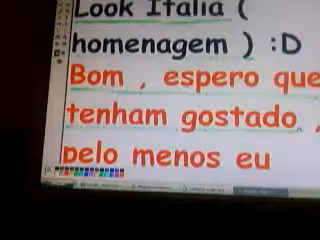 Look Italia (
homenagem ) :D
Bom , espero que
tenham gostado ,
pelo menos eu